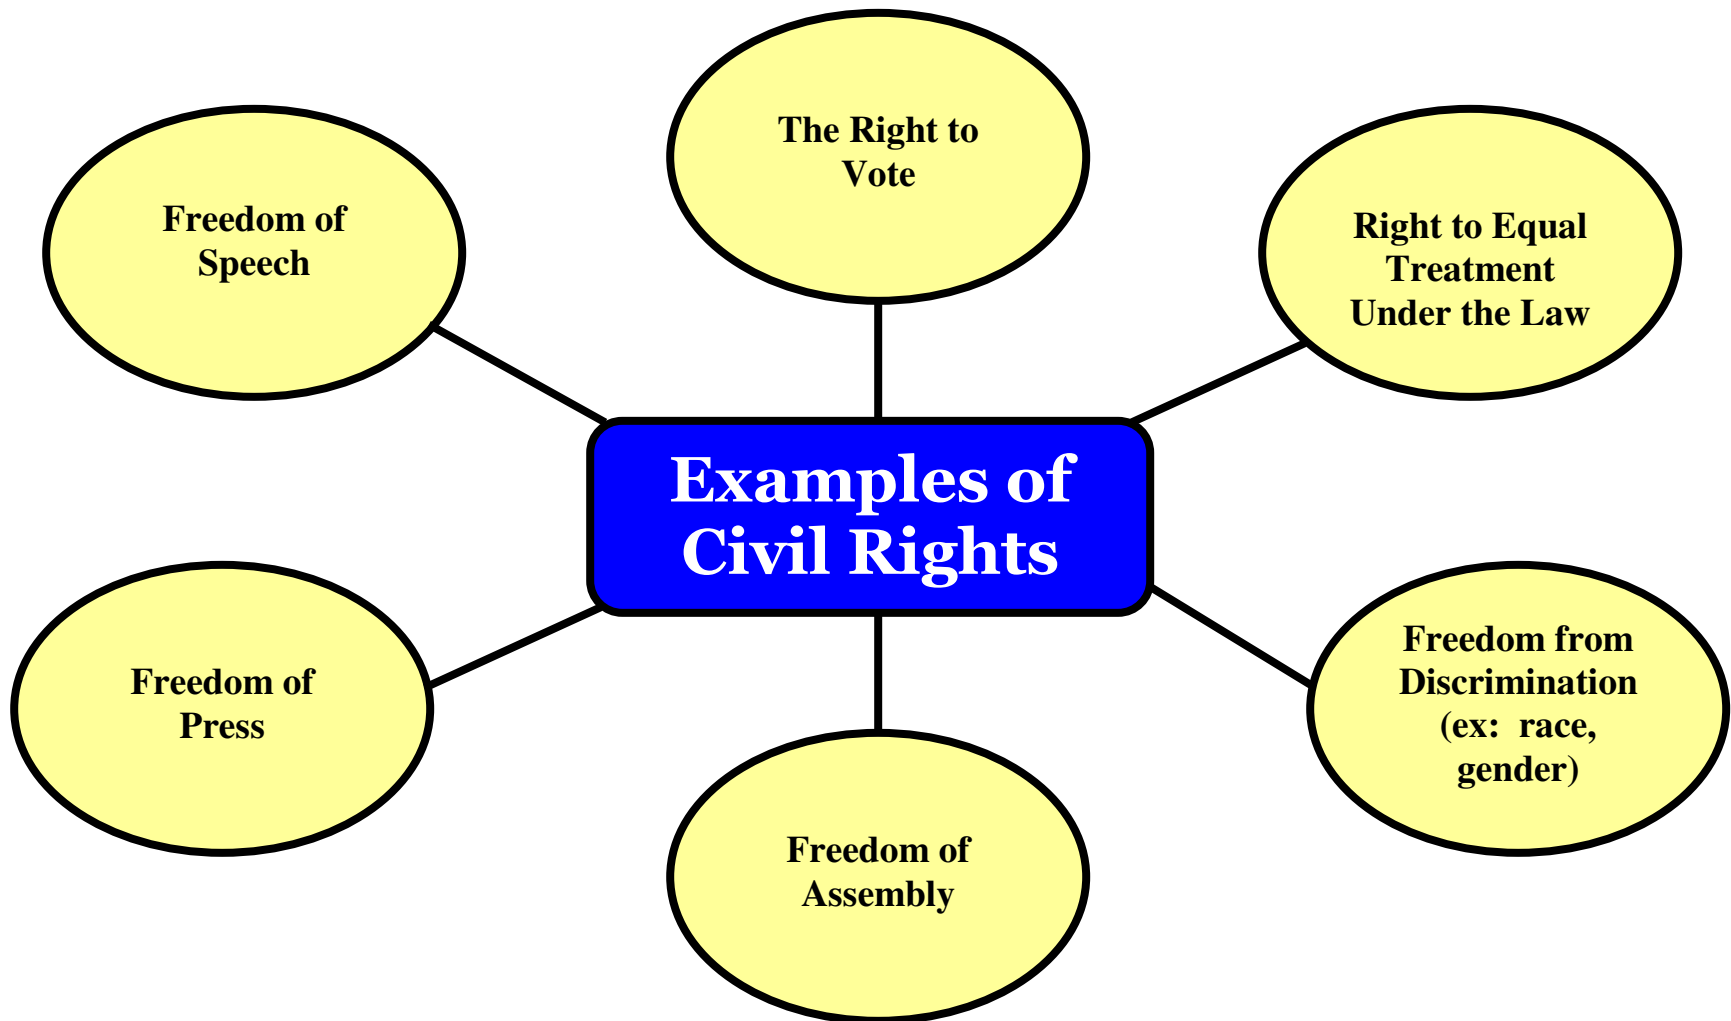 The Right to
Vote
Freedom of
Speech
Right to Equal
Treatment
Under the Law
Examples of
Civil Rights
Freedom of
Press
Freedom from
Discrimination
(ex:  race,
gender)
Freedom of
Assembly